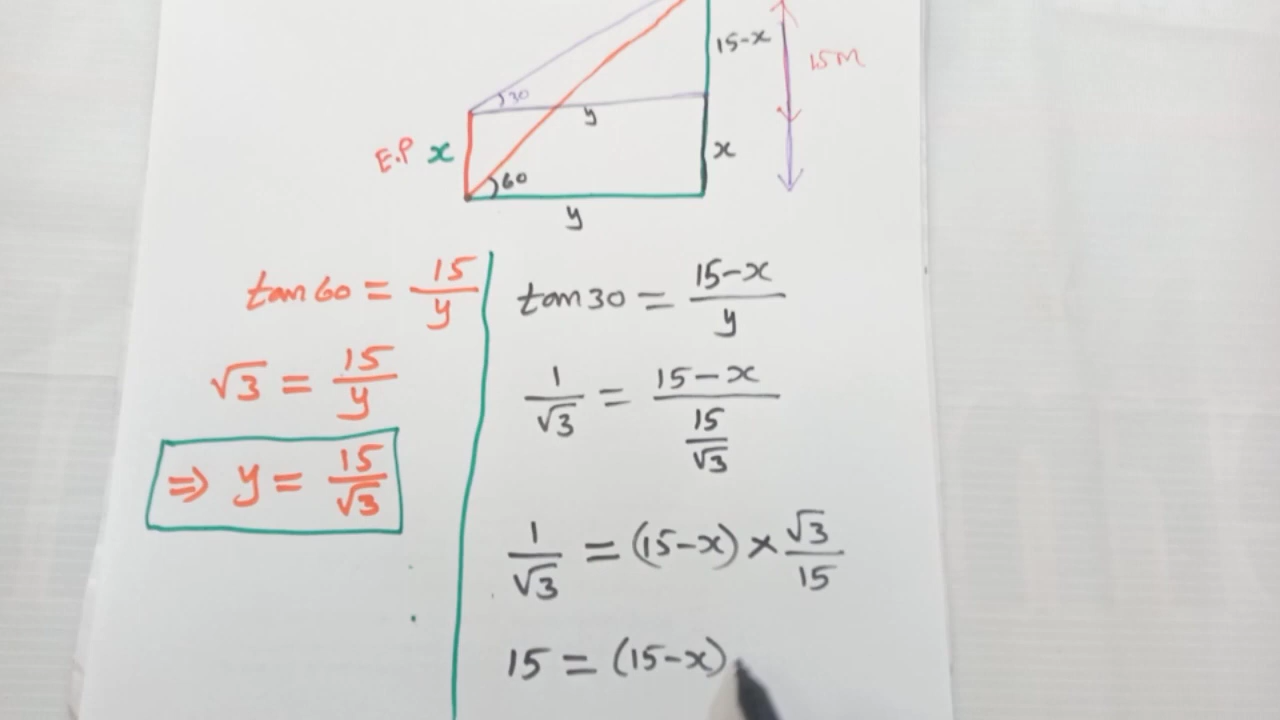 15-x
15M
30
y
E.P x
x
60
y
tan 60 = 15/y
√3 = 15/y
⇒ y = 15/√3
tan 30 = 15-x/y
1/√3 = 15-x/15/√3
1/√3 = (15-x) × √3/15
15 = (15-x)